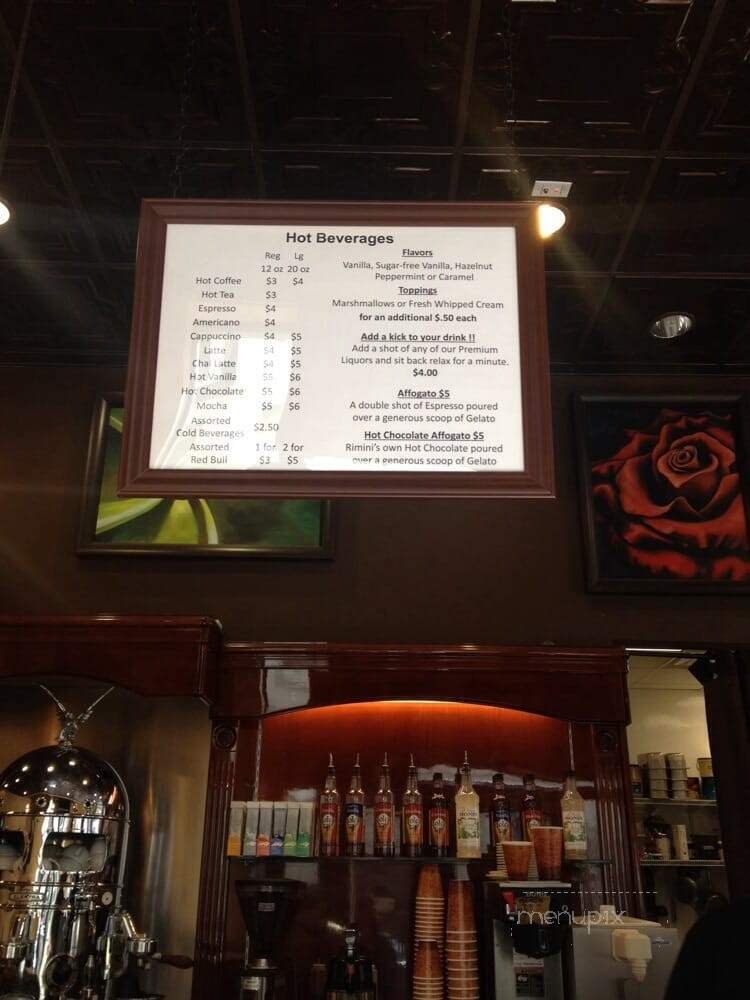 Hot Beverages
Reg Lg
12 oz 20 oz
Hot Coffee $3 $4
Hot Tea $3
Espresso $4
Americano $4
Cappuccino $4 $5
Latte $4 $5
Chai Latte $4 $5
Hot Vanilla $5 $6
Hot Chocolate $5 $6
Mocha $5 $6
Assorted
Cold Beverages $2.50
Assorted 1 for 2 for
Red Bull $3 $5
Flavors
Vanilla, Sugar-free Vanilla, Hazelnut
Peppermint or Caramel
Toppings
Marshmallows or Fresh Whipped Cream
for an additional $.50 each
Add a kick to your drink !!
Add a shot of any of our Premium
Liquors and sit back relax for a minute.
$4.00
Affogato $5
A double shot of Espresso poured
over a generous scoop of Gelato
Hot Chocolate Affogato $5
Rimini's own Hot Chocolate poured
over a generous scoop of Gelato
menupix